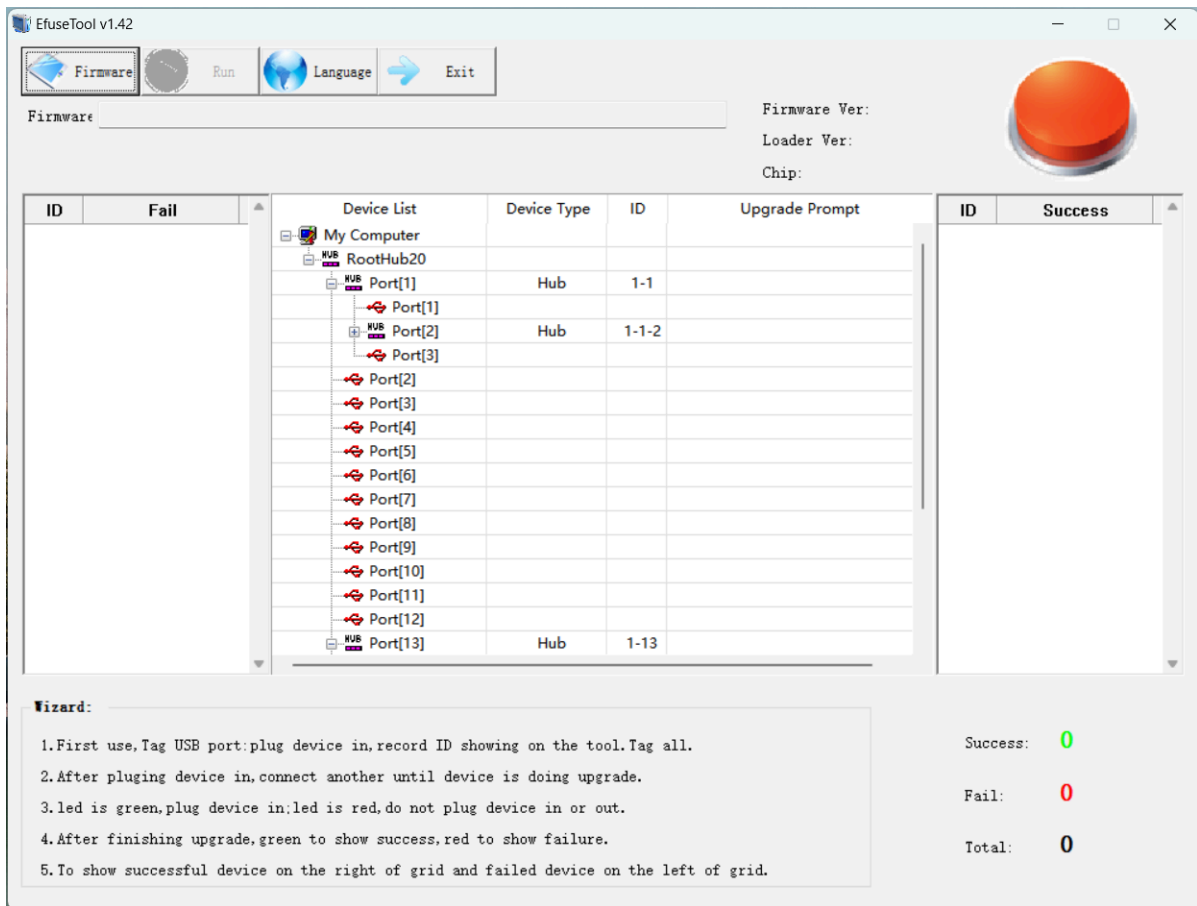 EfuseTool v1.42
Firmware Run Language Exit
Firmware
Firmware Ver:
Loader Ver:
Chip:
ID Fail
Device List Device Type ID Upgrade Prompt
ID Success
My Computer
HUB RootHub20
HUB Port[1] Hub 1-1
Port[1]
HUB Port[2] Hub 1-1-2
Port[3]
Port[2]
Port[3]
Port[4]
Port[5]
Port[6]
Port[7]
Port[8]
Port[9]
Port[10]
Port[11]
Port[12]
HUB Port[13] Hub 1-13
Wizard:
1.First use,Tag USB port:plug device in,record ID showing on the tool.Tag all.
2.After pluging device in,connect another until device is doing upgrade.
3.led is green,plug device in;led is red,do not plug device in or out.
4.After finishing upgrade,green to show success,red to show failure.
5.To show successful device on the right of grid and failed device on the left of grid.
Success: 0
Fail: 0
Total: 0